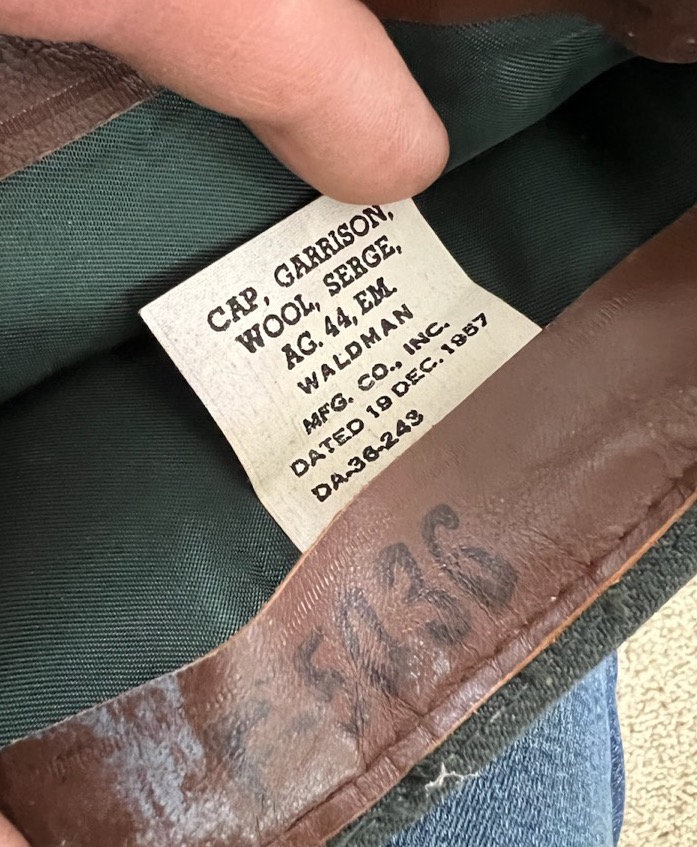 CAP, GARRISON,
WOOL, SERGE,
AG. 44, EM.
WALDMAN
MFG. CO., INC.
DATED 19 DEC. 1957
DA-36-243
5036